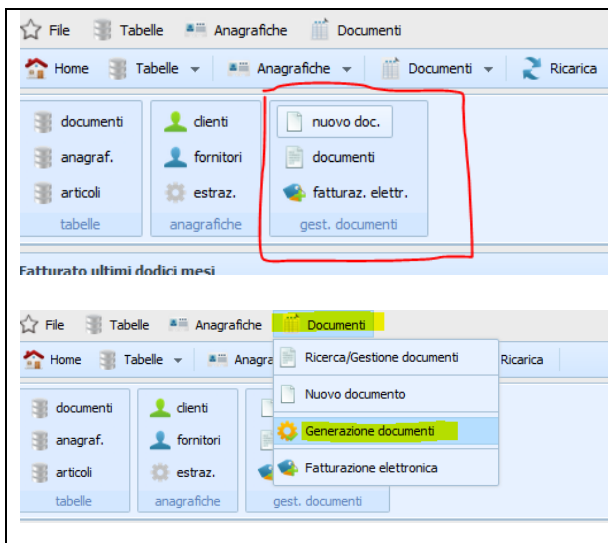 File Tabelle Anagrafiche Documenti
Home Tabelle Anagrafiche Documenti Ricarica
documenti clienti nuovo doc.
anagraf. fornitori documenti
articoli estraz. fatturaz. elettr.
tabelle anagrafiche gest. documenti
Fatturato ultimi dodici mesi
File Tabelle Anagrafiche Documenti
Home Tabelle Anagra Ricerca/Gestione documenti Ricarica
documenti clienti Nuovo documento
anagraf. fornitori Generazione documenti
articoli estraz. Fatturazione elettronica
tabelle anagrafiche gest. documenti